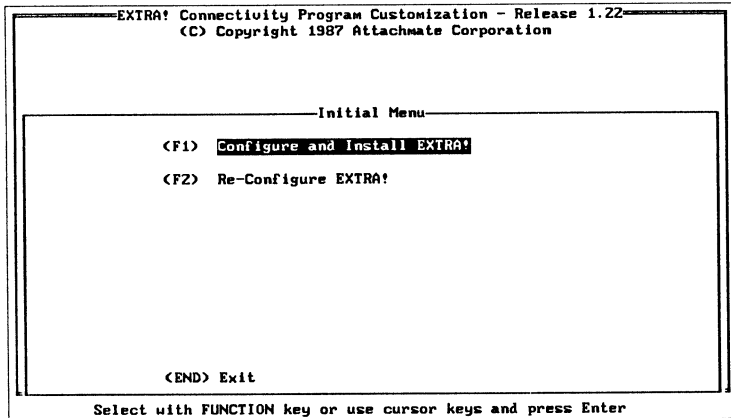 EXTRA! Connectivity Program Customization - Release 1.22
(C) Copyright 1987 Attachmate Corporation
Initial Menu
(F1) Configure and Install EXTRA!
(F2) Re-Configure EXTRA!
(END) Exit
Select with FUNCTION key or use cursor keys and press Enter